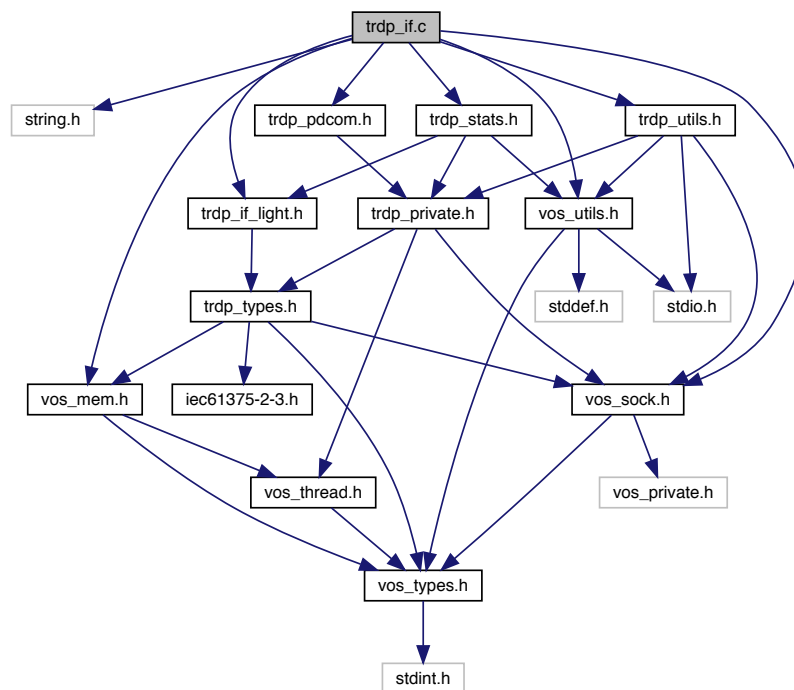 trdp_if.c
string.h
trdp_pdcom.h
trdp_stats.h
trdp_utils.h
trdp_if_light.h
trdp_private.h
vos_utils.h
trdp_types.h
stddef.h
stdio.h
vos_mem.h
iec61375-2-3.h
vos_sock.h
vos_thread.h
vos_private.h
vos_types.h
stdint.h